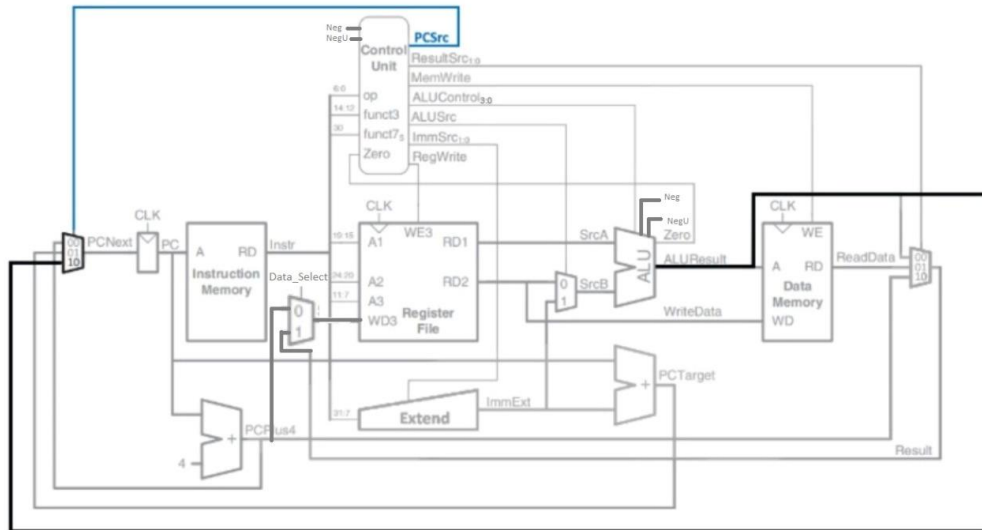 Neg
NegU
PCSrc
Control
Unit
ResultSrc1:0
MemWrite
ALUControl3:0
ALUSrc
ImmSrc1:0
RegWrite
6:0
op
14:12
funct3
30
funct75
Zero
Neg
NegU
Zero
CLK
CLK
CLK
00
01
10
PCNext
PC
A
RD
Instruction
Memory
Instr
19:15
A1
WE3
RD1
24:20
A2
RD2
11:7
A3
WD3
Register
File
Data_Select
0
1
SrcA
0
1
SrcB
ALU
ALUResult
WE
A
RD
Data
Memory
WD
ReadData
00
01
10
WriteData
+
PCTarget
31:7
Extend
ImmExt
4
+
PCPlus4
Result